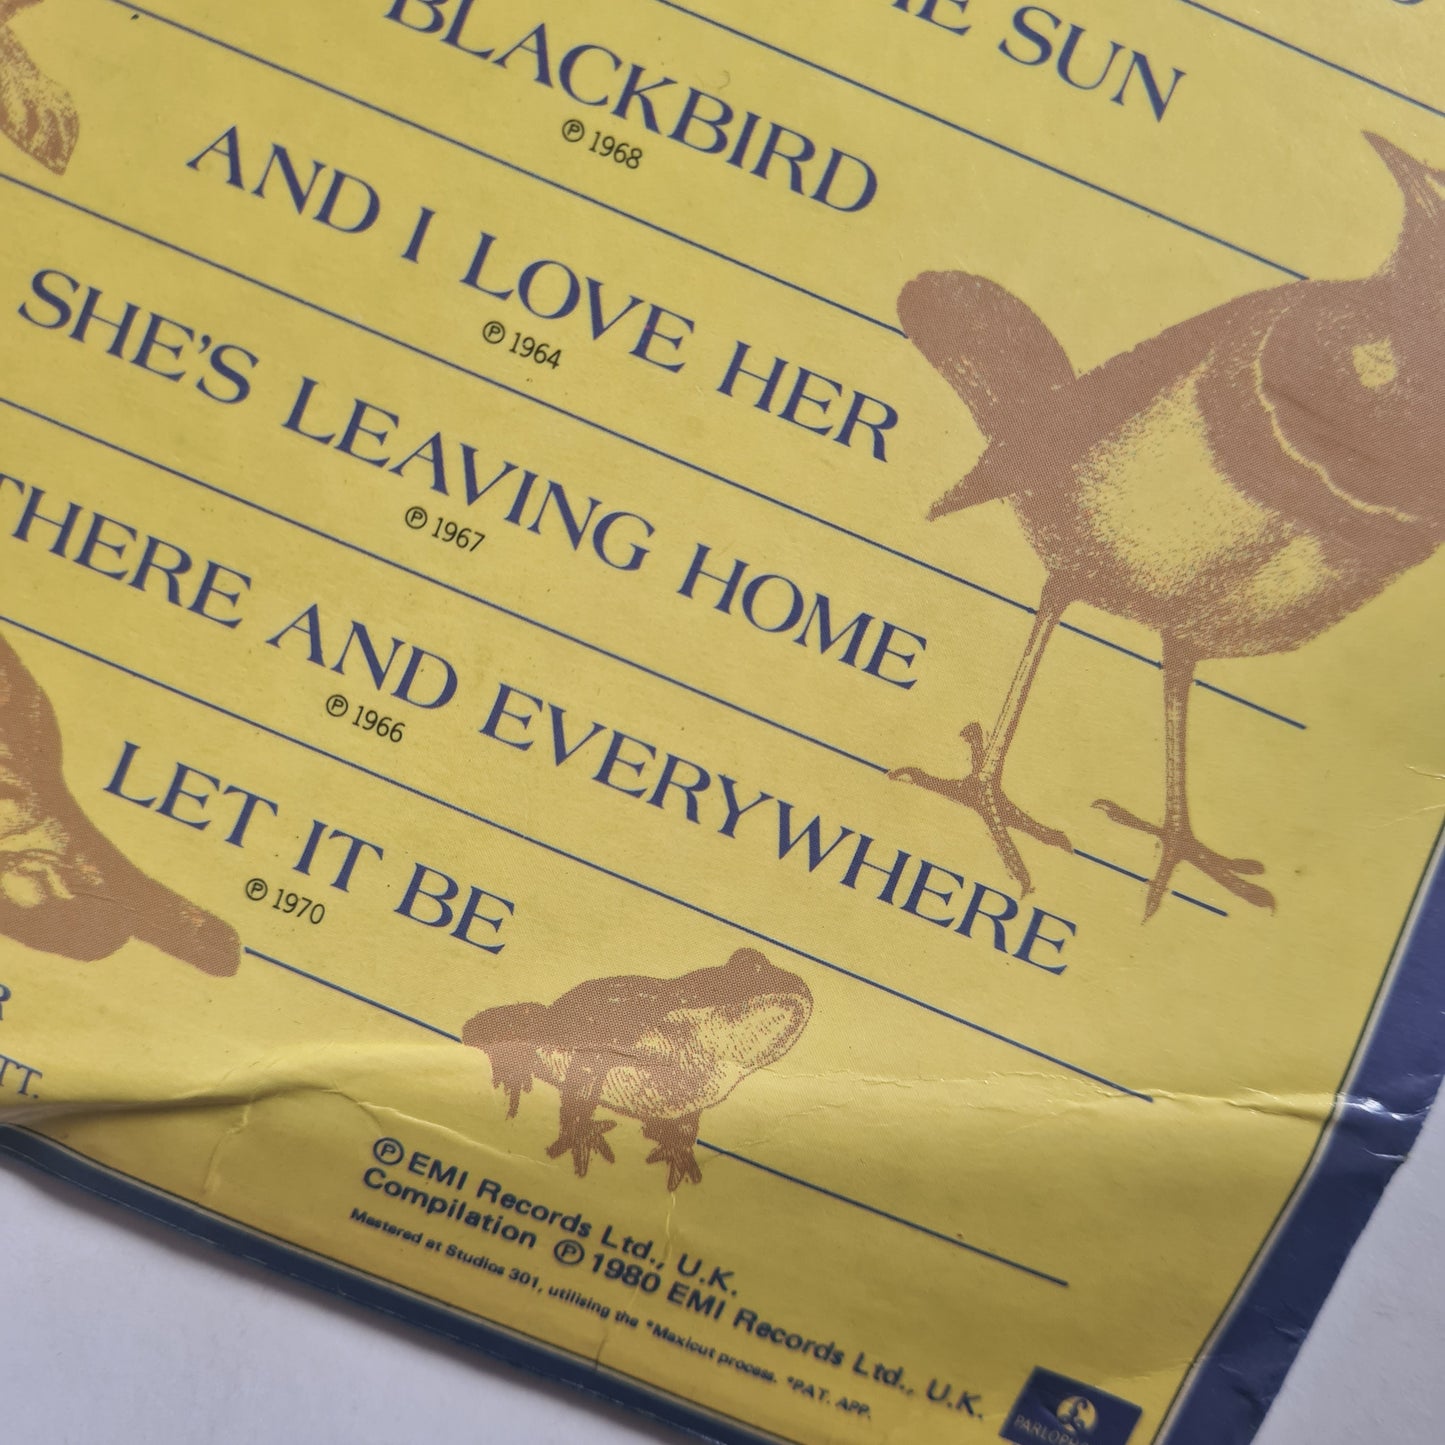 SUN
BLACKBIRD
℗ 1968
AND I LOVE HER
℗ 1964
SHE'S LEAVING HOME
℗ 1967
THERE AND EVERYWHERE
℗ 1966
LET IT BE
℗ 1970
℗ EMI Records Ltd., U.K.
Compilation ℗ 1980 EMI Records Ltd., U.K.
Mastered at Studios 301, utilising the *Maxicut process. *PAT. APP.